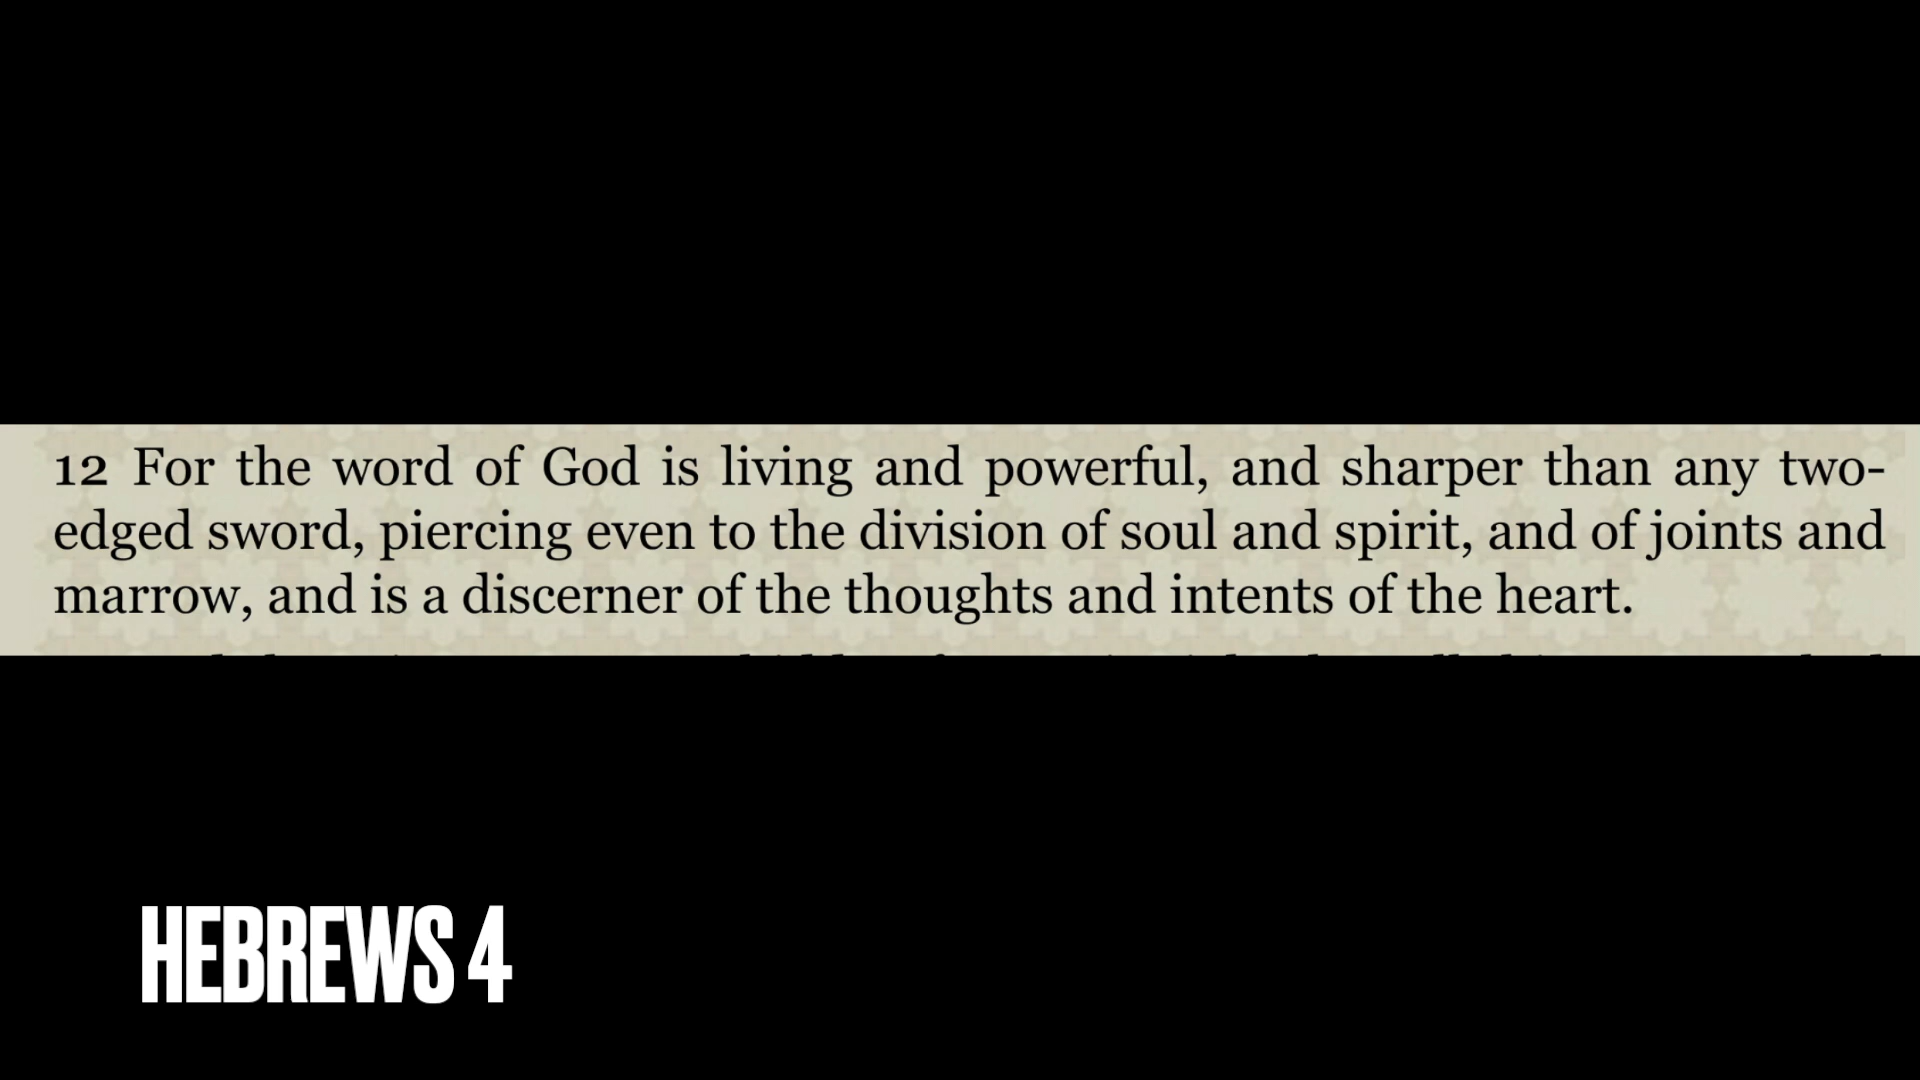 12 For the word of God is living and powerful, and sharper than any two-
edged sword, piercing even to the division of soul and spirit, and of joints and
marrow, and is a discerner of the thoughts and intents of the heart.
HEBREWS 4